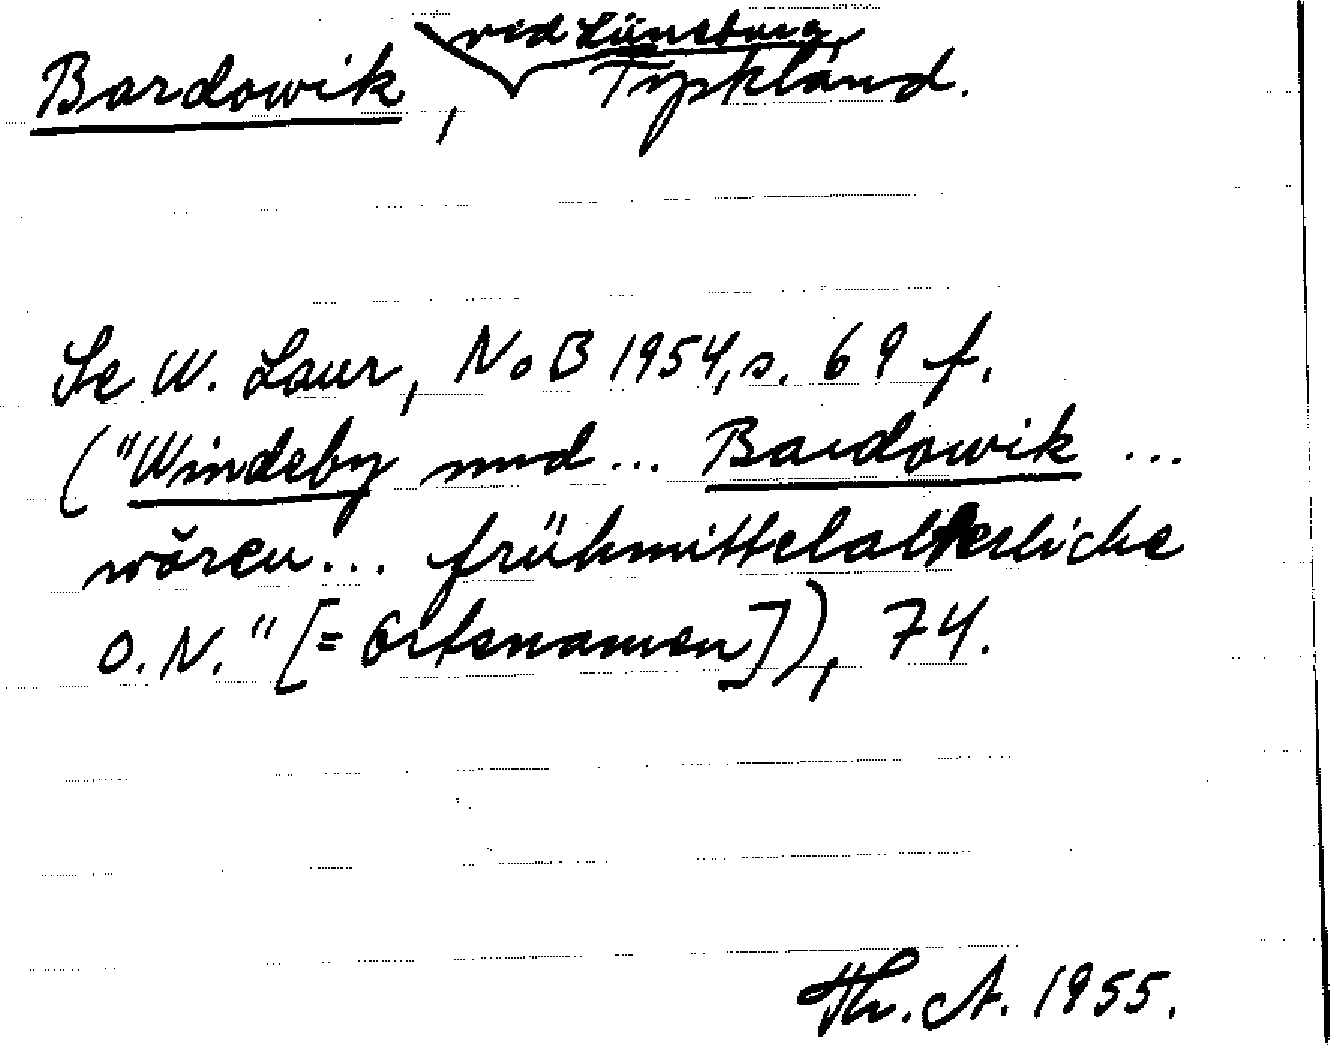 vid Lüneburg,
Bardowik, Tyskland.
Se W. Laur, NoB 1954, s. 69 f.
("Windeby und... Bardowik ...
wären... frühmittelalterliche
O.N." [= Ortsnamen]), 74.
Th. A. 1955.